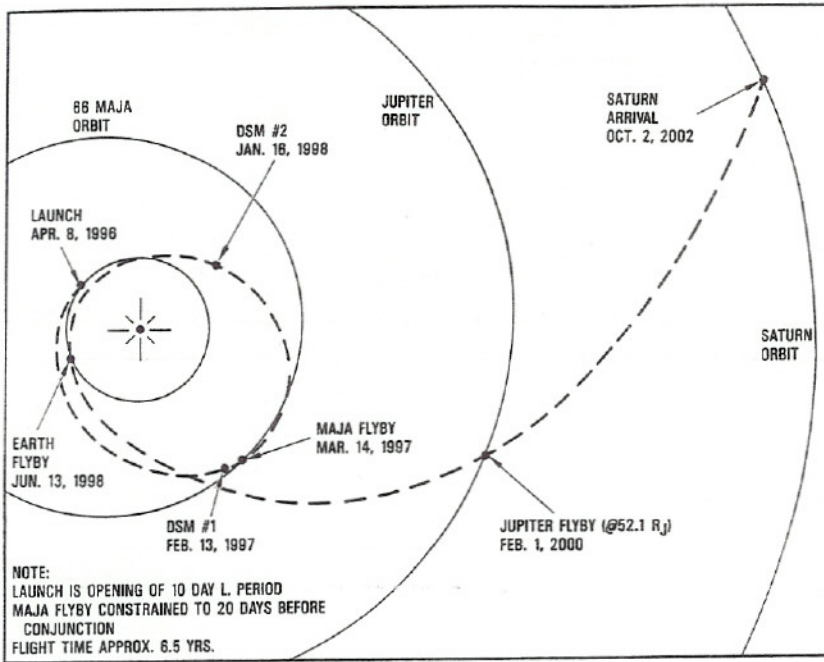 66 MAJA
ORBIT
DSM #2
JAN. 16, 1998
JUPITER
ORBIT
SATURN
ARRIVAL
OCT. 2, 2002
LAUNCH
APR. 8, 1996
SATURN
ORBIT
EARTH
FLYBY
JUN. 13, 1998
MAJA FLYBY
MAR. 14, 1997
DSM #1
FEB. 13, 1997
JUPITER FLYBY (@52.1 RJ)
FEB. 1, 2000
NOTE:
LAUNCH IS OPENING OF 10 DAY L. PERIOD
MAJA FLYBY CONSTRAINED TO 20 DAYS BEFORE
CONJUNCTION
FLIGHT TIME APPROX. 6.5 YRS.